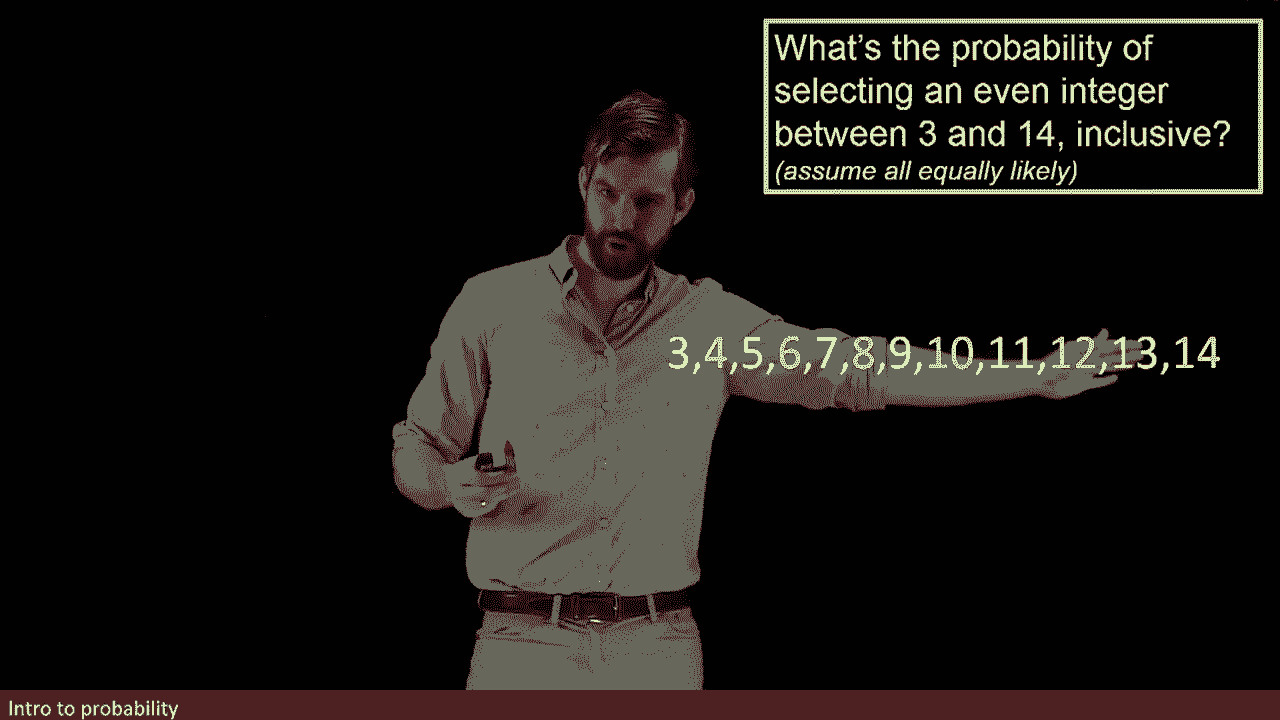 What's the probability of
selecting an even integer
between 3 and 14, inclusive?
(assume all equally likely)
3,4,5,6,7,8,9,10,11,12,13,14
Intro to probability